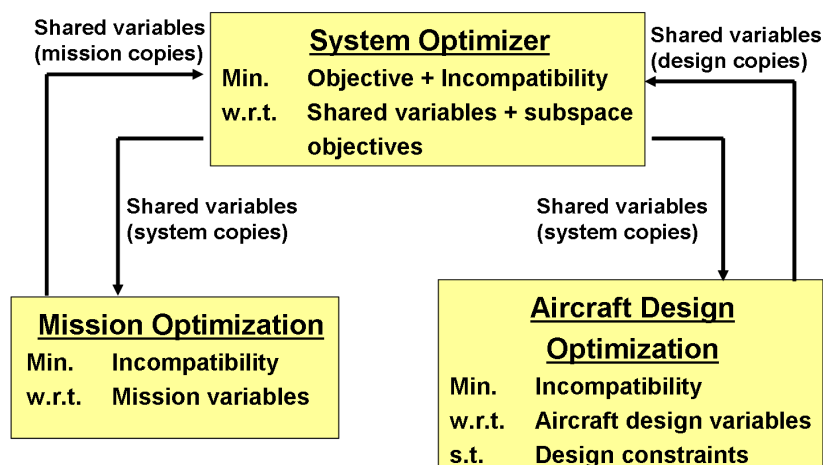 Shared variables
(mission copies)
System Optimizer
Min. Objective + Incompatibility
w.r.t. Shared variables + subspace
objectives
Shared variables
(design copies)
Shared variables
(system copies)
Shared variables
(system copies)
Mission Optimization
Min. Incompatibility
w.r.t. Mission variables
Aircraft Design
Optimization
Min. Incompatibility
w.r.t. Aircraft design variables
s.t. Design constraints